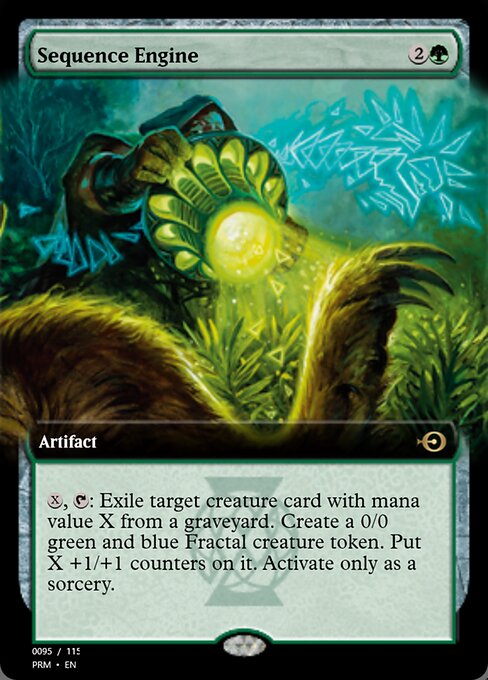 Sequence Engine 2
Artifact
X, : Exile target creature card with mana
value X from a graveyard. Create a 0/0
green and blue Fractal creature token. Put
X +1/+1 counters on it. Activate only as a
sorcery.
0095 / 115
PRM • EN